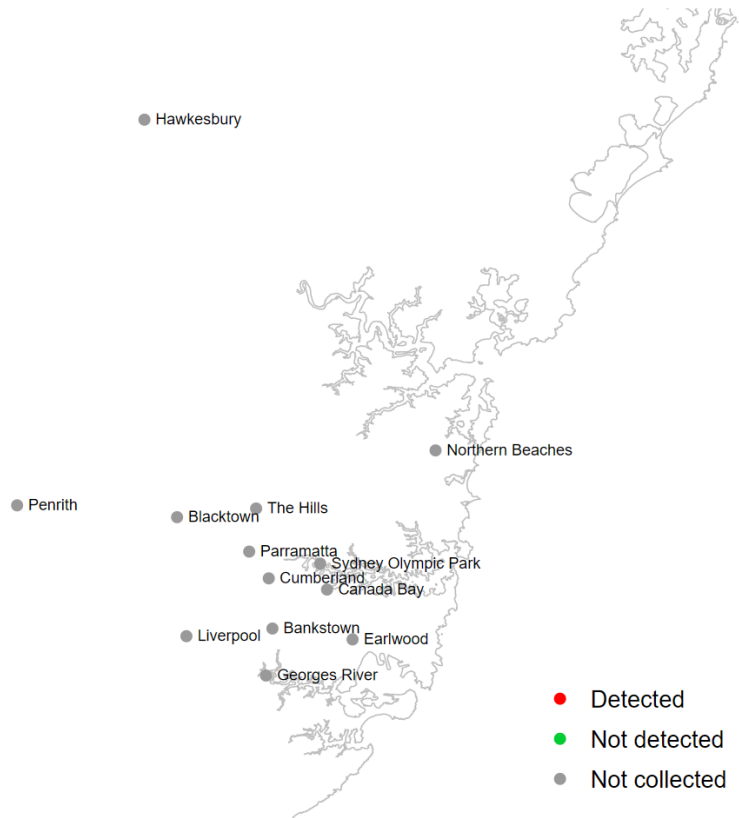 Hawkesbury
Northern Beaches
Penrith
The Hills
Blacktown
Parramatta
Sydney Olympic Park
Cumberland
Canada Bay
Bankstown
Liverpool
Earlwood
Georges River
Detected
Not detected
Not collected